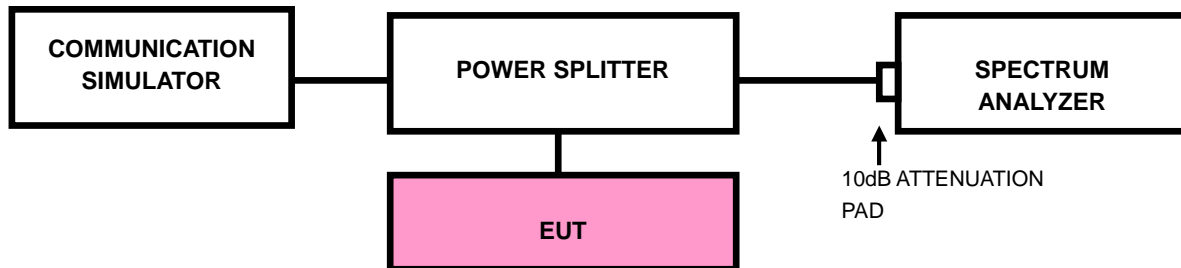 COMMUNICATION
SIMULATOR
POWER SPLITTER
SPECTRUM
ANALYZER
10dB ATTENUATION
PAD
EUT